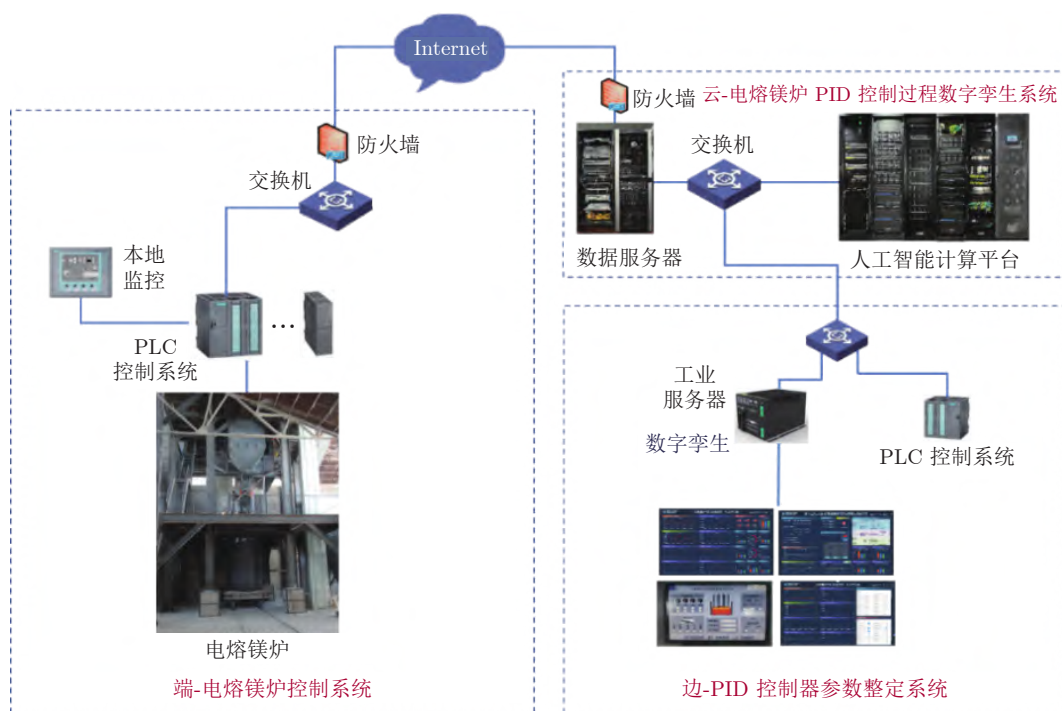 Internet
防火墙
交换机
本地
监控
…
PLC
控制系统
电熔镁炉
端-电熔镁炉控制系统
防火墙
云-电熔镁炉 PID 控制过程数字孪生系统
交换机
数据服务器
人工智能计算平台
工业
服务器
数字孪生
PLC 控制系统
边-PID 控制器参数整定系统